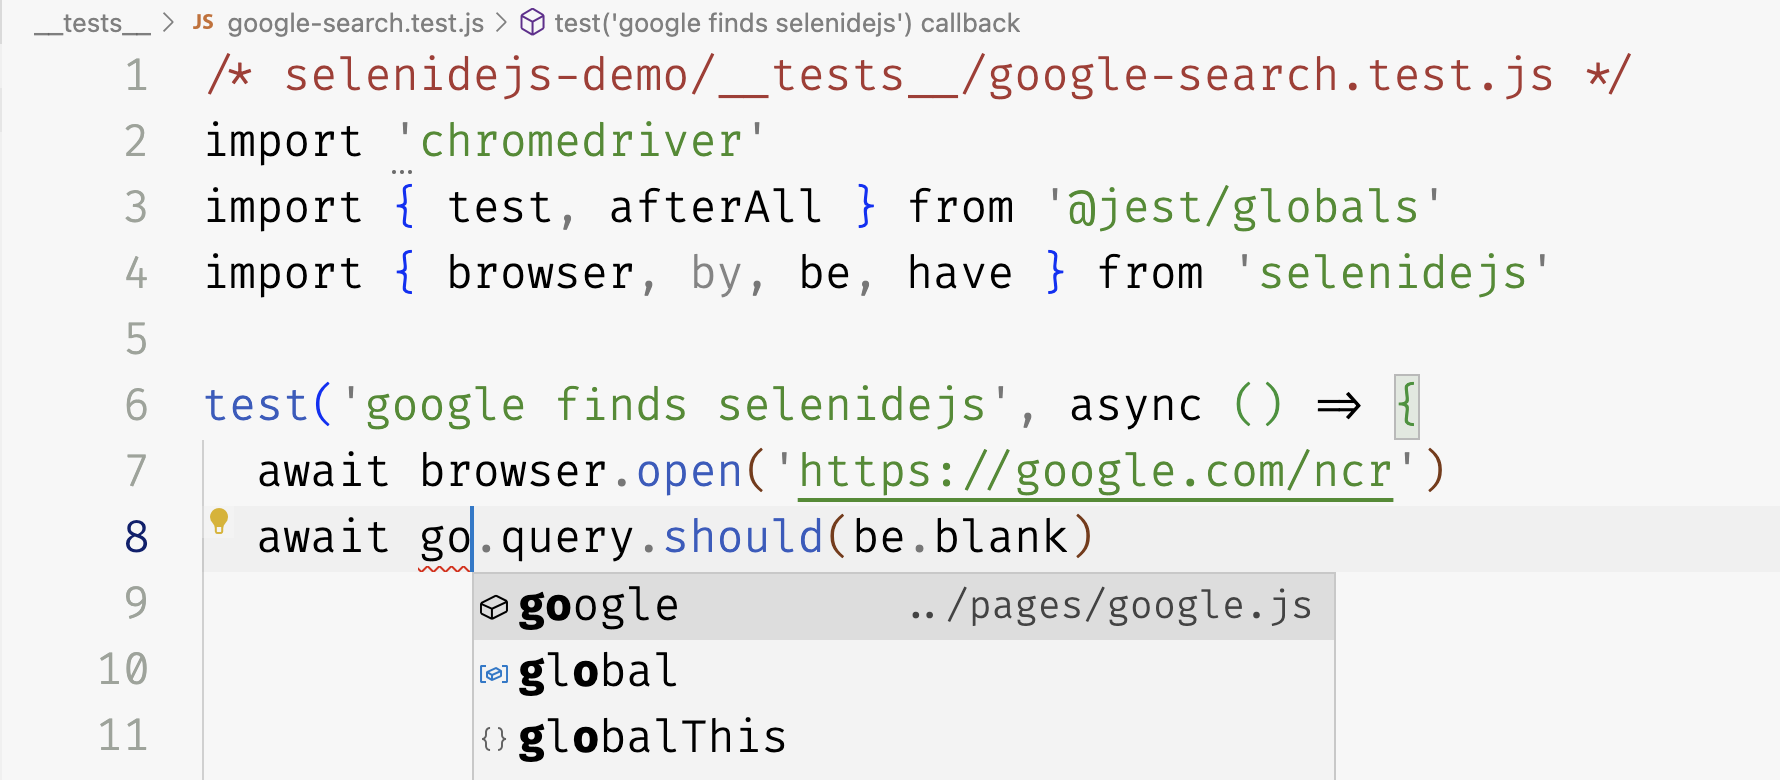 __tests__ > JS google-search.test.js > test('google finds selenidejs') callback
1 /* selenidejs-demo/__tests__/google-search.test.js */
2 import 'chromedriver'
3 import { test, afterAll } from '@jest/globals'
4 import { browser, by, be, have } from 'selenidejs'
5
6 test('google finds selenidejs', async () => {
7 await browser.open('https://google.com/ncr')
8 await go.query.should(be.blank)
9 google ../pages/google.js
10 global
11 globalThis